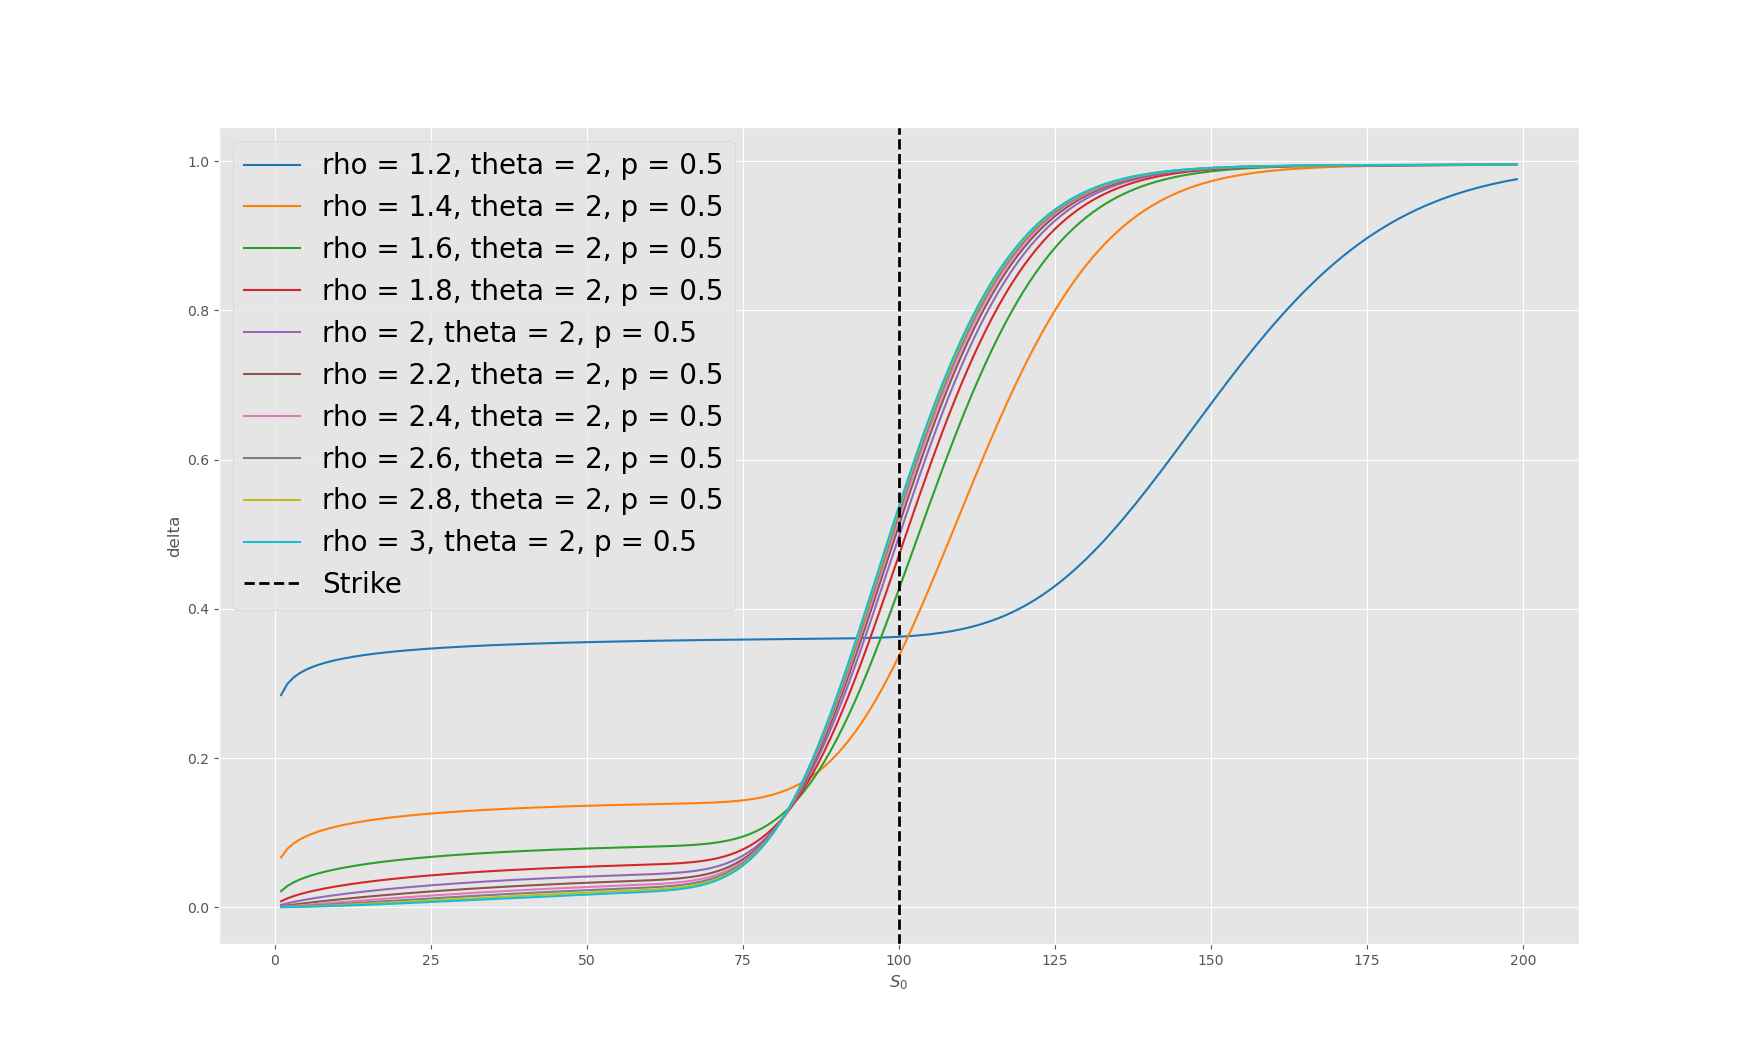 rho = 1.2, theta = 2, p = 0.5
rho = 1.4, theta = 2, p = 0.5
rho = 1.6, theta = 2, p = 0.5
rho = 1.8, theta = 2, p = 0.5
rho = 2, theta = 2, p = 0.5
rho = 2.2, theta = 2, p = 0.5
rho = 2.4, theta = 2, p = 0.5
rho = 2.6, theta = 2, p = 0.5
rho = 2.8, theta = 2, p = 0.5
rho = 3, theta = 2, p = 0.5
Strike
delta
1.0
0.8
0.6
0.4
0.2
0.0
0 25 50 75 100 125 150 175 200
S₀